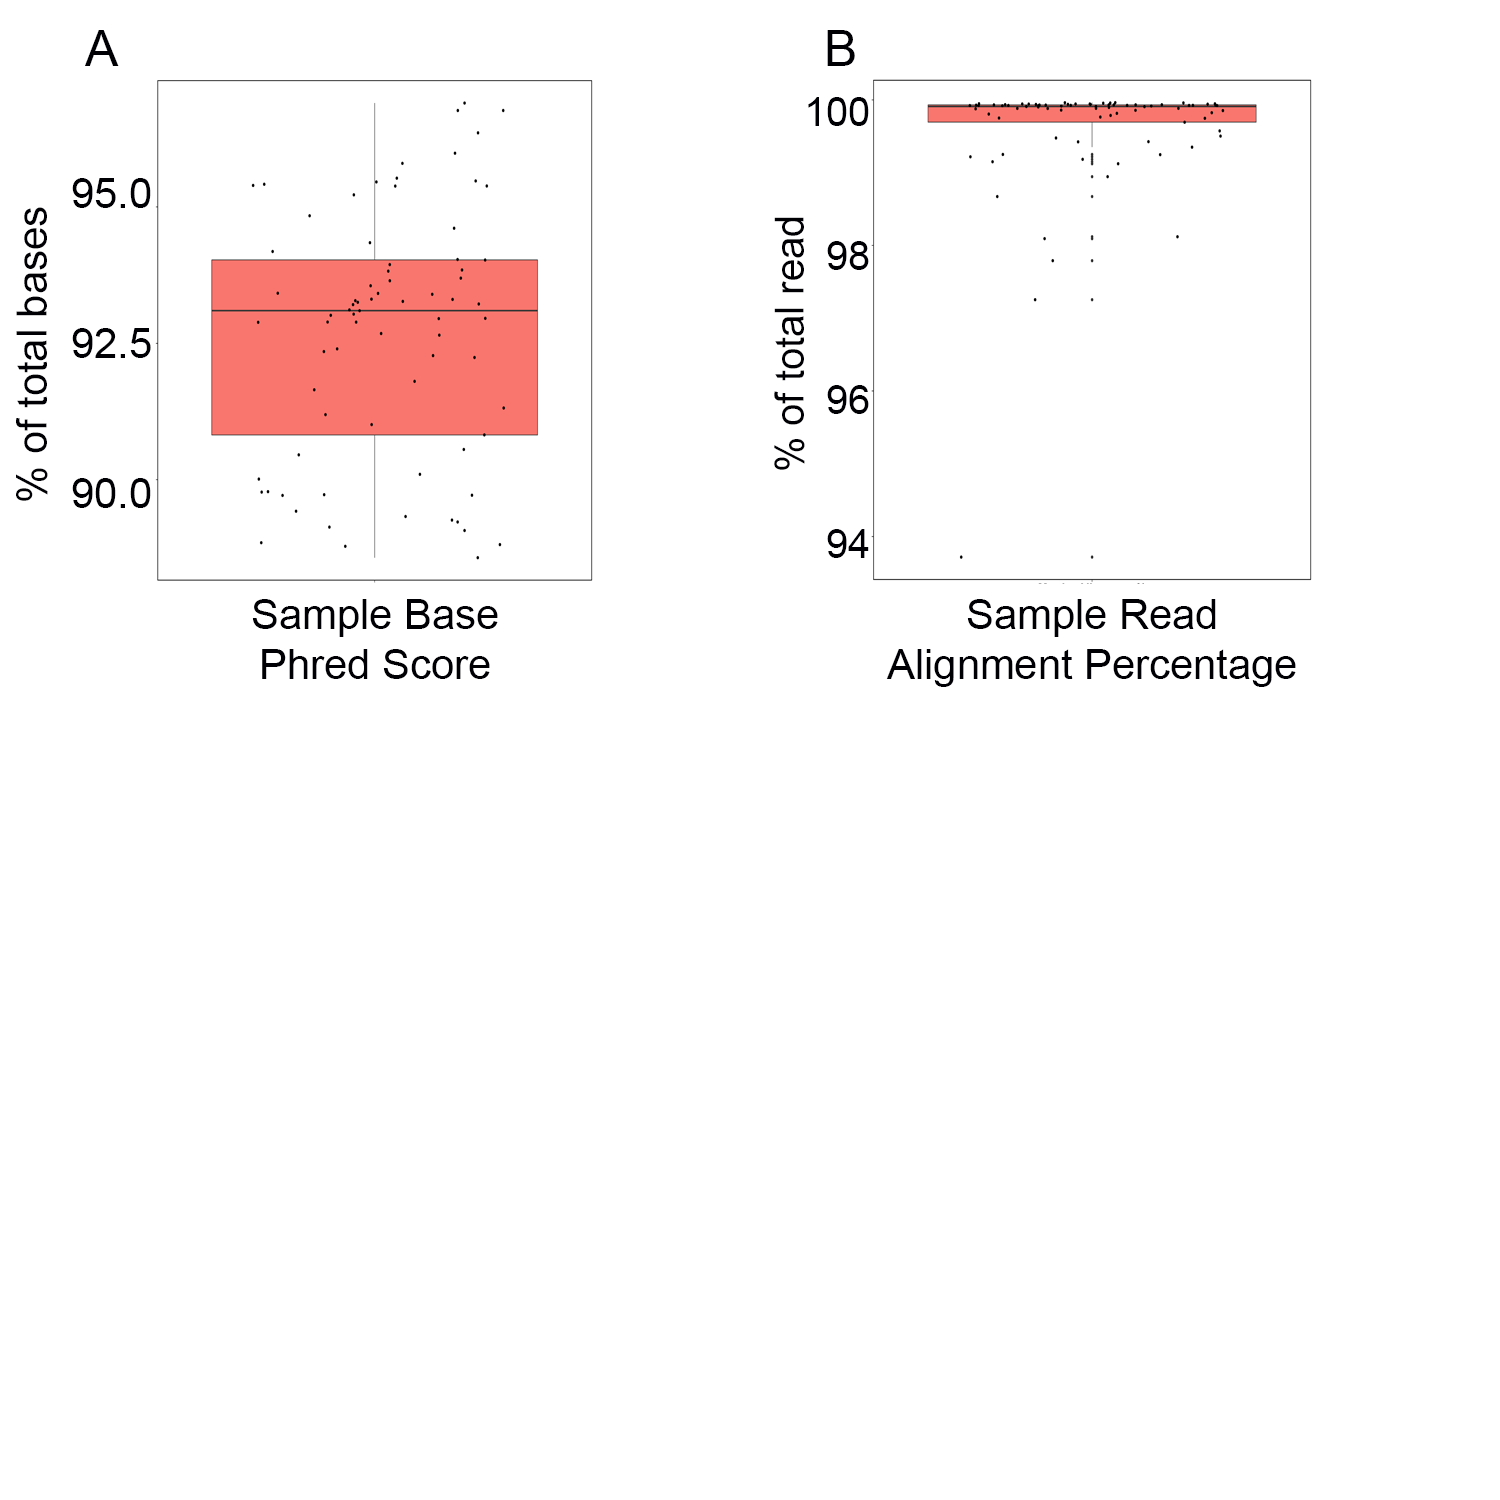 A
B
% of total bases
95.0
92.5
90.0
Sample Base
Phred Score
% of total read
100
98
96
94
Sample Read
Alignment Percentage